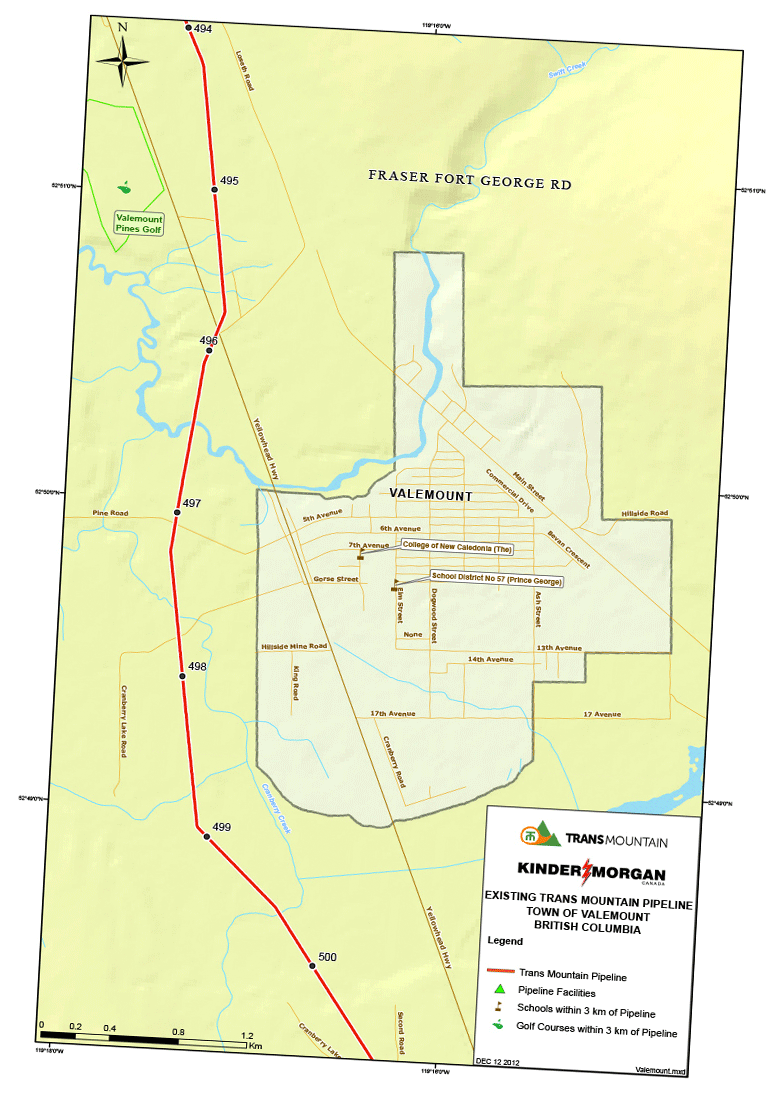 119°16'0"W
N
494
Loseth Road
Swift Creek
FRASER FORT GEORGE RD
495
52°51'0"N
52°51'0"N
Valemount
Pines Golf
496
Yellowhead Hwy
52°50'0"N
52°50'0"N
VALEMOUNT
Main Street
Commercial Drive
497
Pine Road
5th Avenue
Hillside Road
6th Avenue
7th Avenue
College of New Caledonia (The)
Bevan Crescent
Gorse Street
School District No 57 (Prince George)
Elm Street
Dogwood Street
Ash Street
None
Hillside Mine Road
13th Avenue
14th Avenue
498
King Road
Cranberry Lake Road
17th Avenue
17 Avenue
Cranberry Road
52°49'0"N
52°49'0"N
Cranberry Creek
499
TRANSMOUNTAIN
KINDER MORGAN
CANADA
EXISTING TRANS MOUNTAIN PIPELINE
TOWN OF VALEMOUNT
BRITISH COLUMBIA
Legend
Trans Mountain Pipeline
Pipeline Facilities
Schools within 3 km of Pipeline
Golf Courses within 3 km of Pipeline
Yellowhead Hwy
500
Cranberry Lake
Second Road
0 0.2 0.4 0.8 1.2
Km
119°18'0"W
119°16'0"W
DEC 12 2012
Valemount.mxd